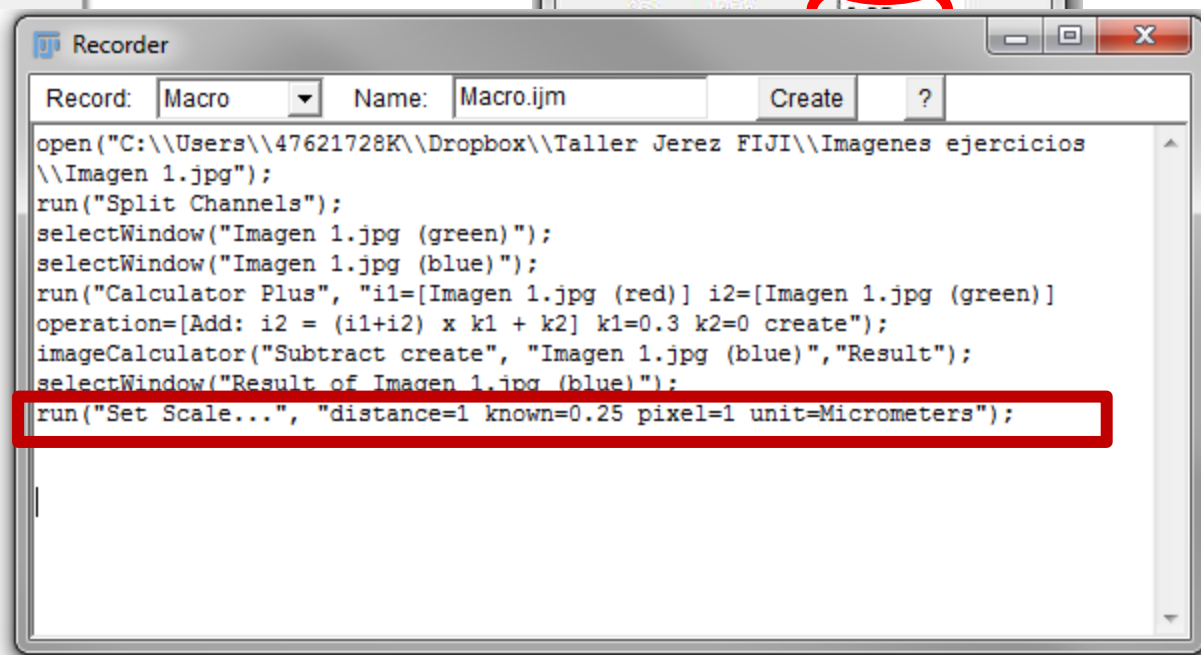 Recorder
Record: Macro Name: Macro.ijm Create ?
open("C:\\Users\\47621728K\\Dropbox\\Taller Jerez FIJI\\Imagenes ejercicios
\\Imagen 1.jpg");
run("Split Channels");
selectWindow("Imagen 1.jpg (green)");
selectWindow("Imagen 1.jpg (blue)");
run("Calculator Plus", "i1=[Imagen 1.jpg (red)] i2=[Imagen 1.jpg (green)]
operation=[Add: i2 = (i1+i2) x k1 + k2] k1=0.3 k2=0 create");
imageCalculator("Subtract create", "Imagen 1.jpg (blue)","Result");
selectWindow("Result of Imagen 1.jpg (blue)");
run("Set Scale...", "distance=1 known=0.25 pixel=1 unit=Micrometers");